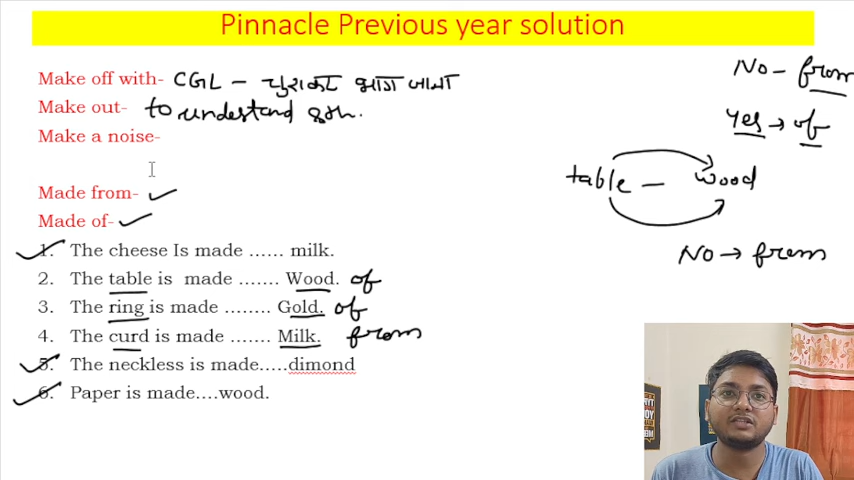 Pinnacle Previous year solution
Make off with- CGL – चुराकर भाग जाना
Make out- to understand sth.
Make a noise-
Made from-
Made of-
1. The cheese Is made ...... milk.
2. The table is made ....... Wood. of
3. The ring is made ........ Gold. of
4. The curd is made ....... Milk. from
5. The neckless is made.....dimond
6. Paper is made....wood.
No – from
Yes → of
table – wood
No → from